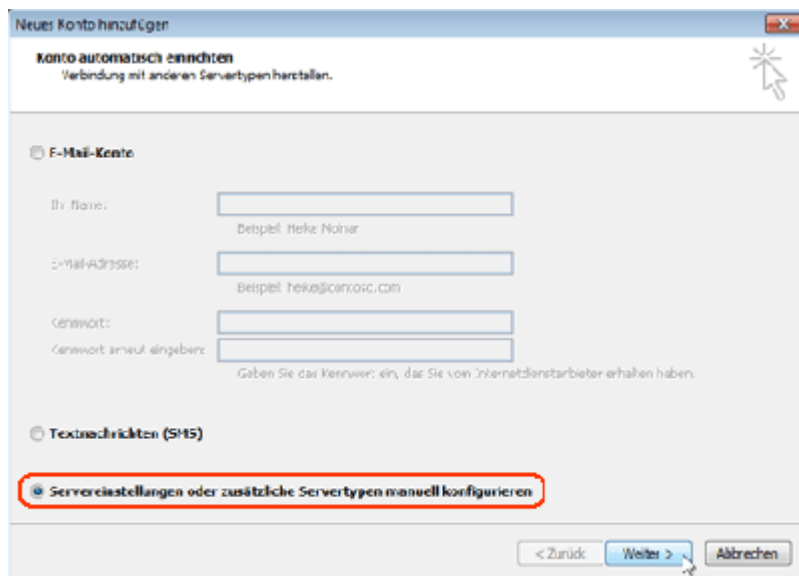 Neues Konto hinzufügen
Konto automatisch einrichten
Verbindung mit anderen Servertypen herstellen.
E-Mail-Konto
Ihr Name:
Beispiel: Heike Molnar
E-Mail-Adresse:
Beispiel: heike@contoso.com
Kennwort:
Kennwort erneut eingeben:
Geben Sie das Kennwort ein, das Sie vom Internetdienstanbieter erhalten haben.
Textnachrichten (SMS)
Servereinstellungen oder zusätzliche Servertypen manuell konfigurieren
< Zurück Weiter > Abbrechen